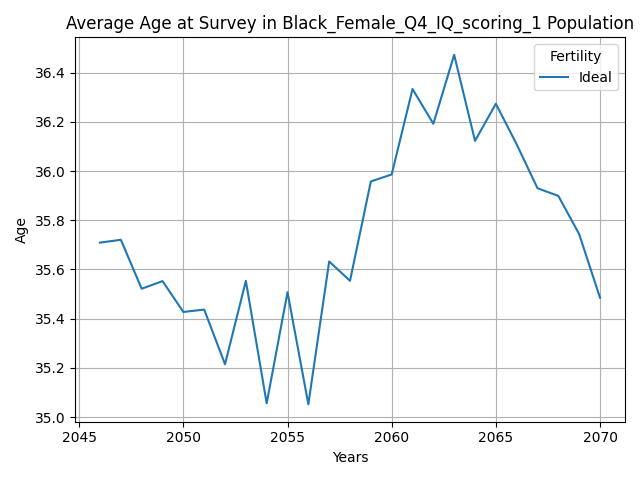 Average Age at Survey in Black_Female_Q4_IQ_scoring_1 Population
Fertility
Ideal
36.4
36.2
36.0
35.8
35.6
35.4
35.2
35.0
Age
2045
2050
2055
2060
2065
2070
Years